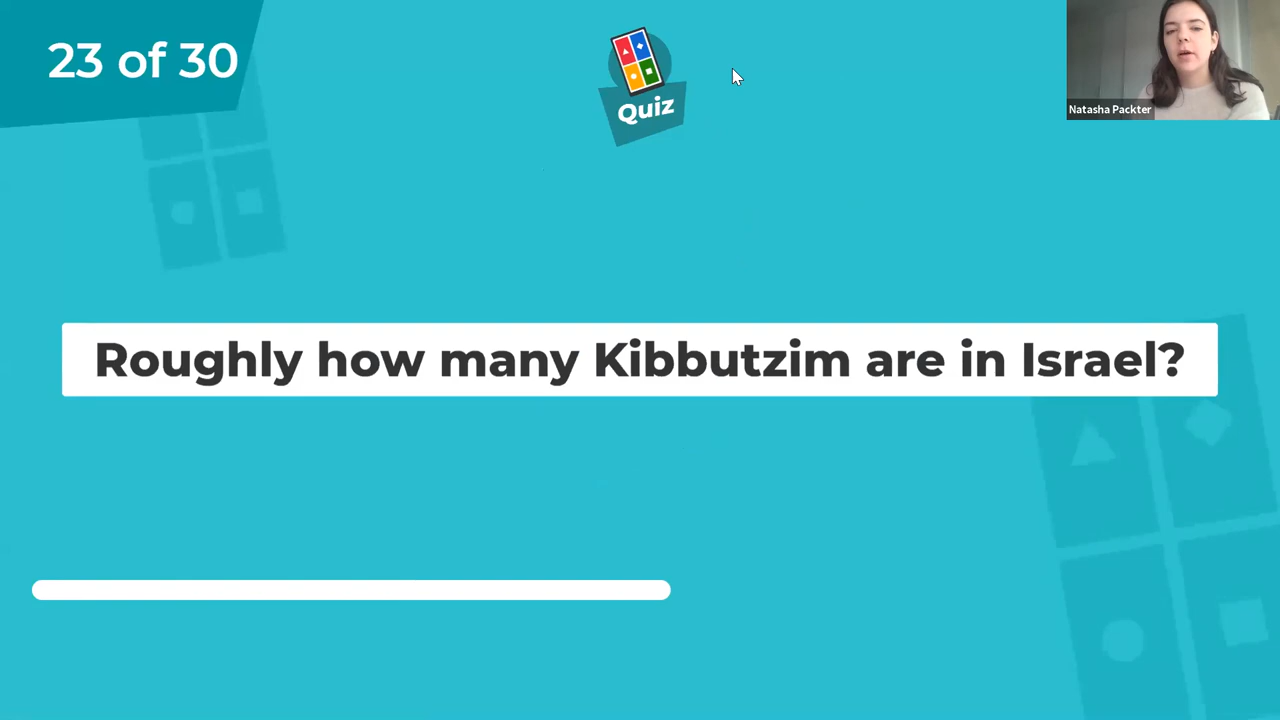 23 of 30
Quiz
Natasha Packter
Roughly how many Kibbutzim are in Israel?